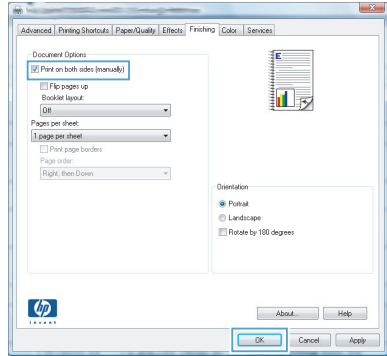 Advanced Printing Shortcuts Paper/Quality Effects Finishing Color Services
Document Options
Print on both sides (manually)
Flip pages up
Booklet layout:
Off
Pages per sheet:
1 page per sheet
Print page borders
Page order:
Right, then Down
Orientation
Portrait
Landscape
Rotate by 180 degrees
hp
invent
About... Help
OK Cancel Apply